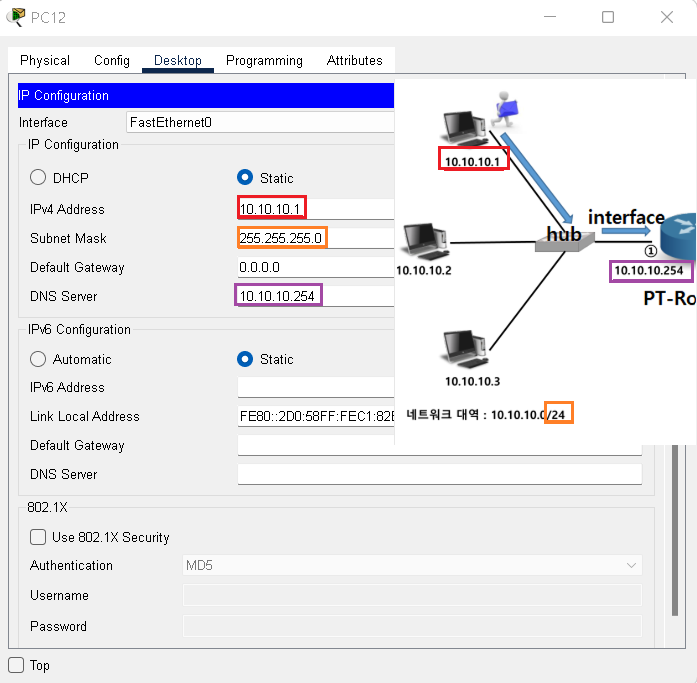 PC12
Physical Config Desktop Programming Attributes
IP Configuration
Interface FastEthernet0
IP Configuration
DHCP Static
IPv4 Address 10.10.10.1
Subnet Mask 255.255.255.0
Default Gateway 0.0.0.0
DNS Server 10.10.10.254
IPv6 Configuration
Automatic Static
IPv6 Address
Link Local Address FE80::2D0:58FF:FEC1:82
Default Gateway
DNS Server
802.1X
Use 802.1X Security
Authentication MD5
Username
Password
Top
10.10.10.1
interface
hub
①
10.10.10.2
10.10.10.254
PT-Ro
10.10.10.3
네트워크 대역 : 10.10.10.0/24